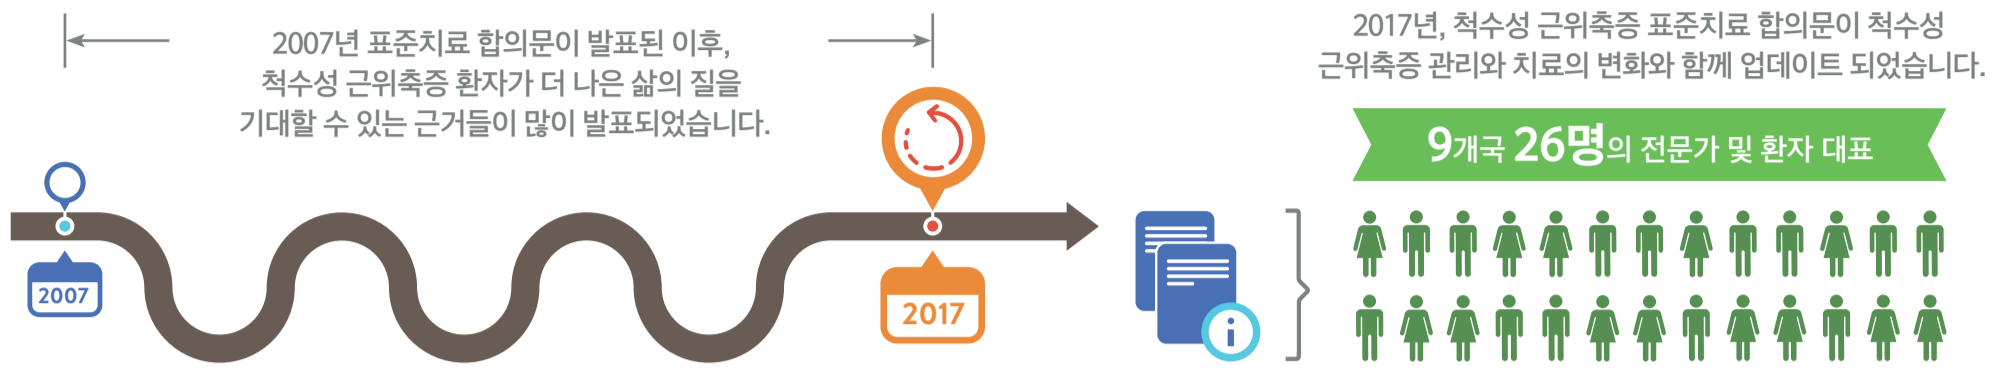 2007년 표준치료 합의문이 발표된 이후,
척수성 근위축증 환자가 더 나은 삶의 질을
기대할 수 있는 근거들이 많이 발표되었습니다.
2007
2017
2017년, 척수성 근위축증 표준치료 합의문이 척수성
근위축증 관리와 치료의 변화와 함께 업데이트 되었습니다.
9개국 26명의 전문가 및 환자 대표
i